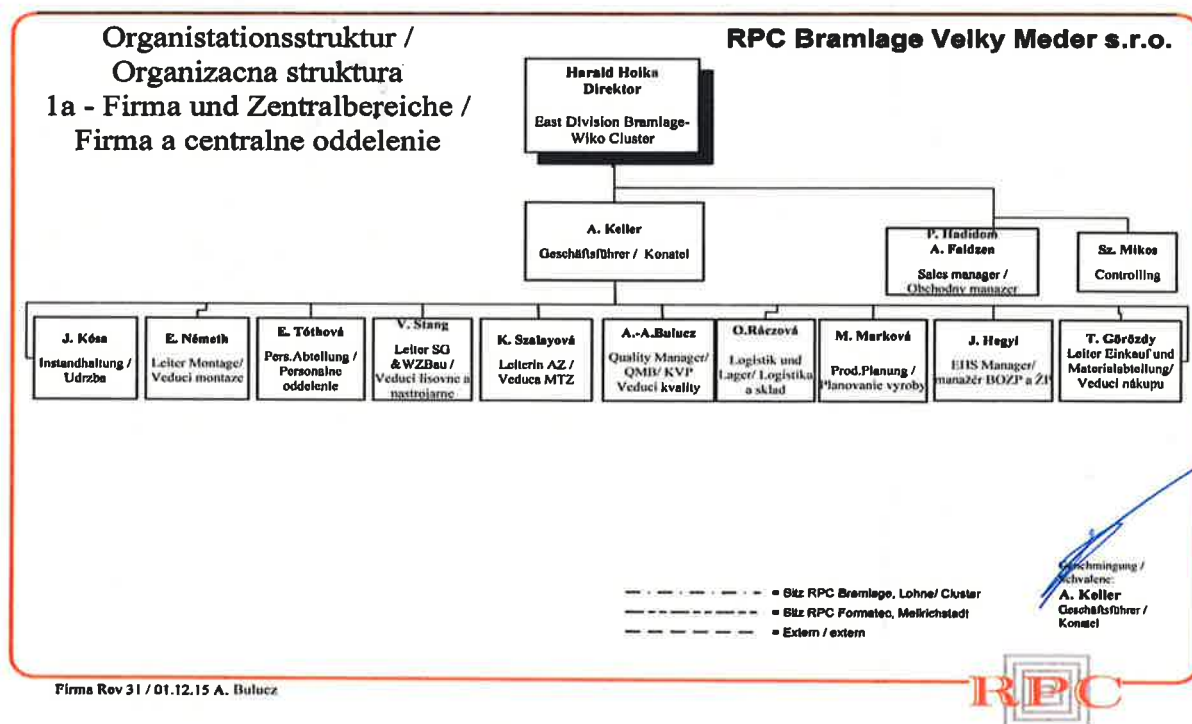 Organistationsstruktur /
Organizacna struktura
1a - Firma und Zentralbereiche /
Firma a centralne oddelenie
RPC Bramlage Velky Meder s.r.o.
Harald Hoika
Direktor
East Division Bramlage-
Wiko Cluster
A. Keller
Geschäftsführer / Konatel
P. Hadidom
A. Faldzen
Sales manager /
Obchodny manazer
Sz. Mikos
Controlling
J. Kósa
Instandhaltung /
Udrzba
E. Németh
Leiter Montage/
Veduci montaze
E. Tóthová
Pers.Abteilung /
Personalne
oddelenie
V. Stang
Leiter SG
&WZBau /
Veduci lisovne a
nastrojarne
K. Szalayová
Leiterin AZ /
Veduca MTZ
A.-A.Bulucz
Quality Manager/
QMB/ KVP
Veduci kvality
O.Ráczová
Logistik und
Lager/ Logistika
a sklad
M. Marková
Prod.Planung /
Planovanie vyroby
J. Hegyi
EHS Manager/
manažér BOZP a ŽP
T. Görözdy
Leiter Einkauf und
Materialabteilung/
Veduci nákupu
= Sitz RPC Bramlage, Lohne/ Cluster
= Sitz RPC Formatec, Mellrichstadt
= Extern / extern
Genehmingung /
Schvalene:
A. Keller
Geschäftsführer /
Konatel
Firma Rev 31 / 01.12.15 A. Bulucz
RPC